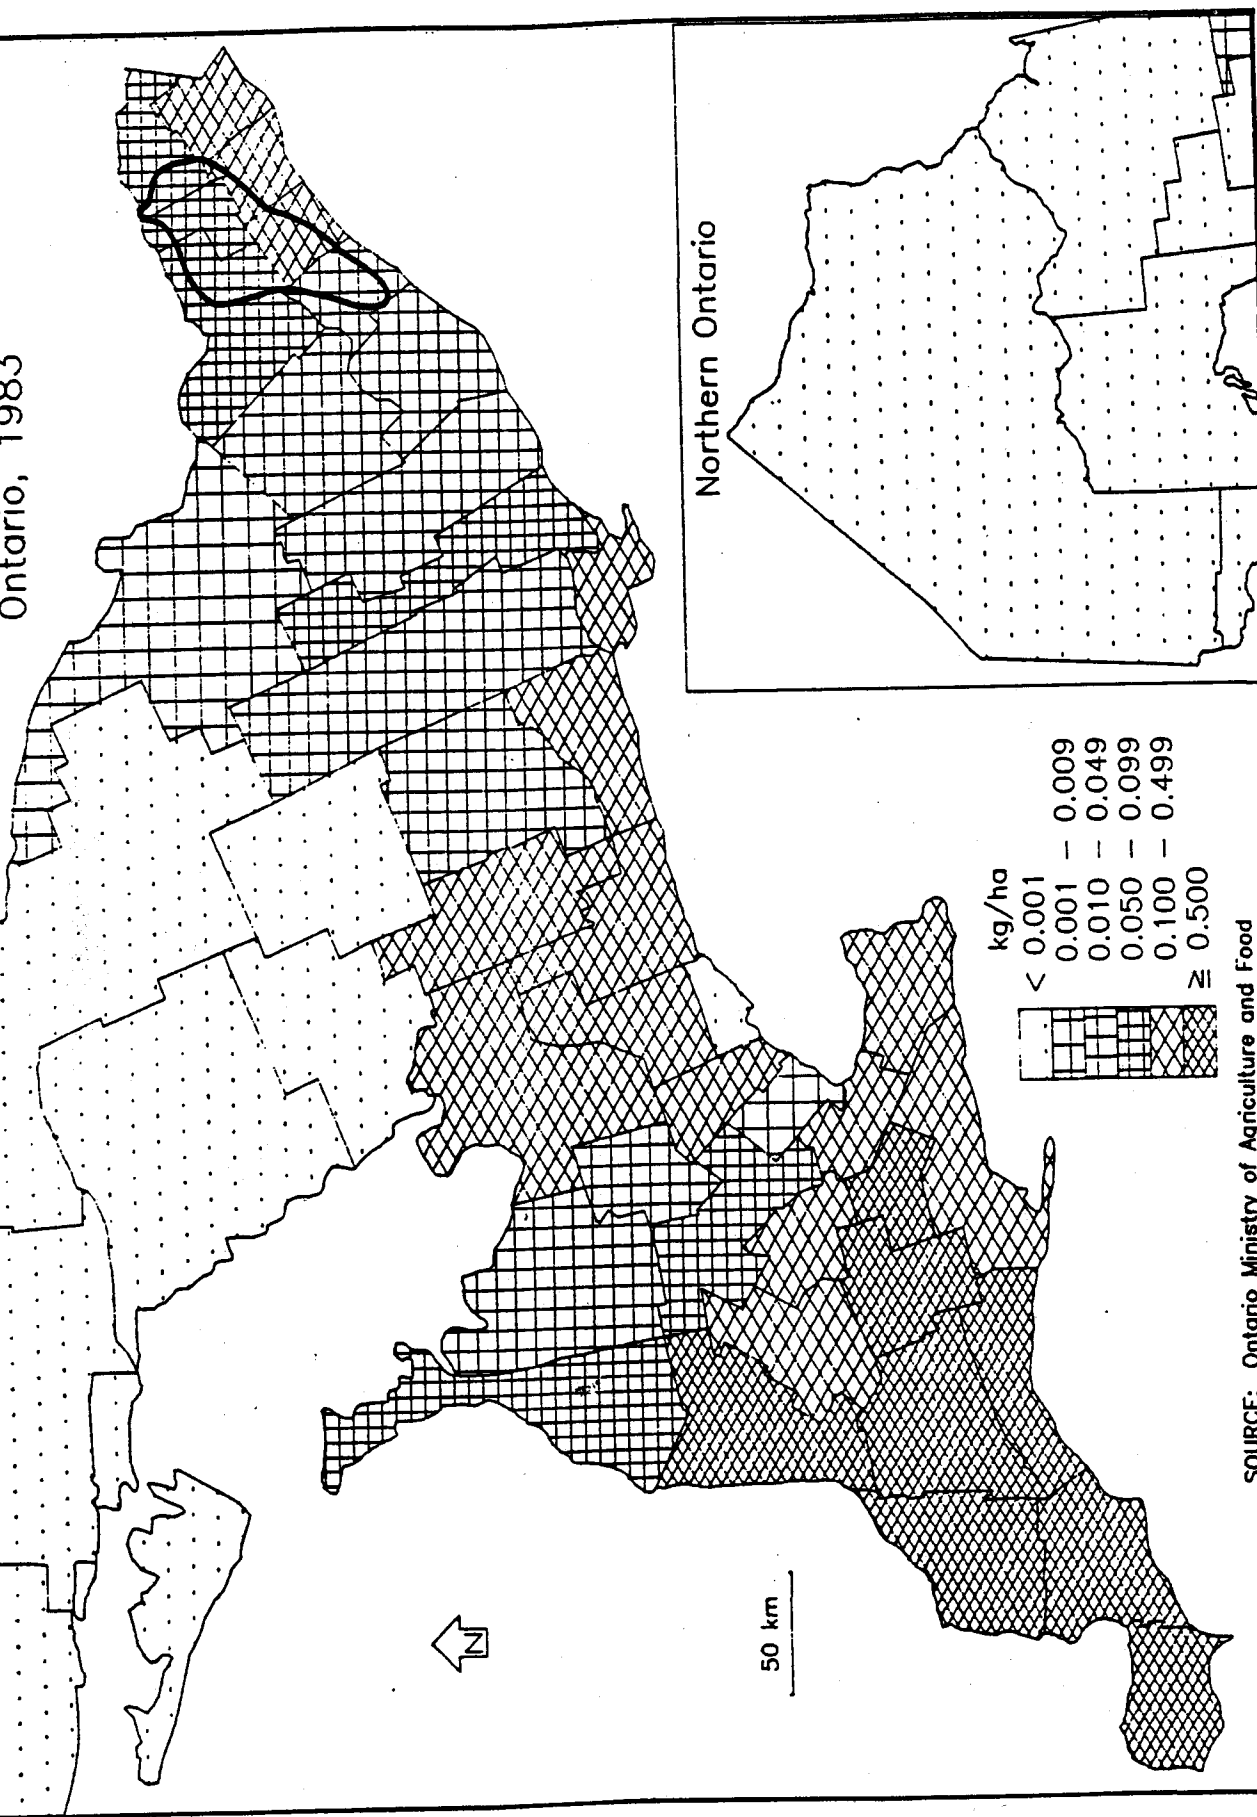 Ontario, 1983
Northern Ontario
N
50 km
kg/ha
< 0.001
0.001 – 0.009
0.010 – 0.049
0.050 – 0.099
0.100 – 0.499
≥ 0.500
SOURCE: Ontario Ministry of Agriculture and Food